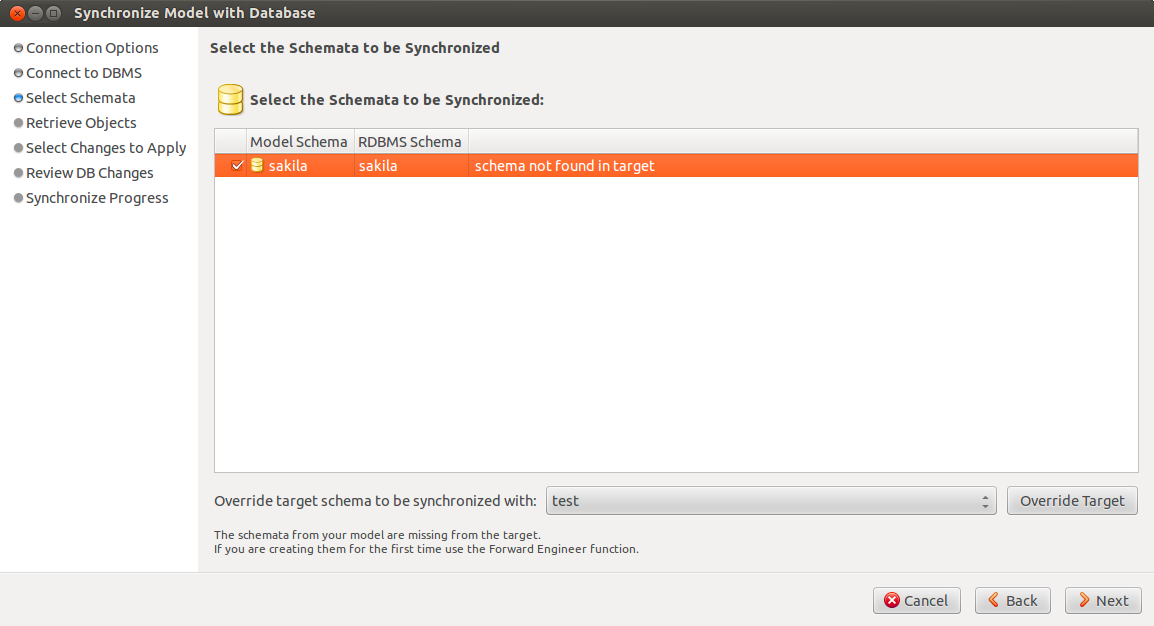 Synchronize Model with Database
Connection Options
Connect to DBMS
Select Schemata
Retrieve Objects
Select Changes to Apply
Review DB Changes
Synchronize Progress
Select the Schemata to be Synchronized
Select the Schemata to be Synchronized:
Model Schema RDBMS Schema
sakila sakila schema not found in target
Override target schema to be synchronized with: test Override Target
The schemata from your model are missing from the target.
If you are creating them for the first time use the Forward Engineer function.
Cancel Back Next